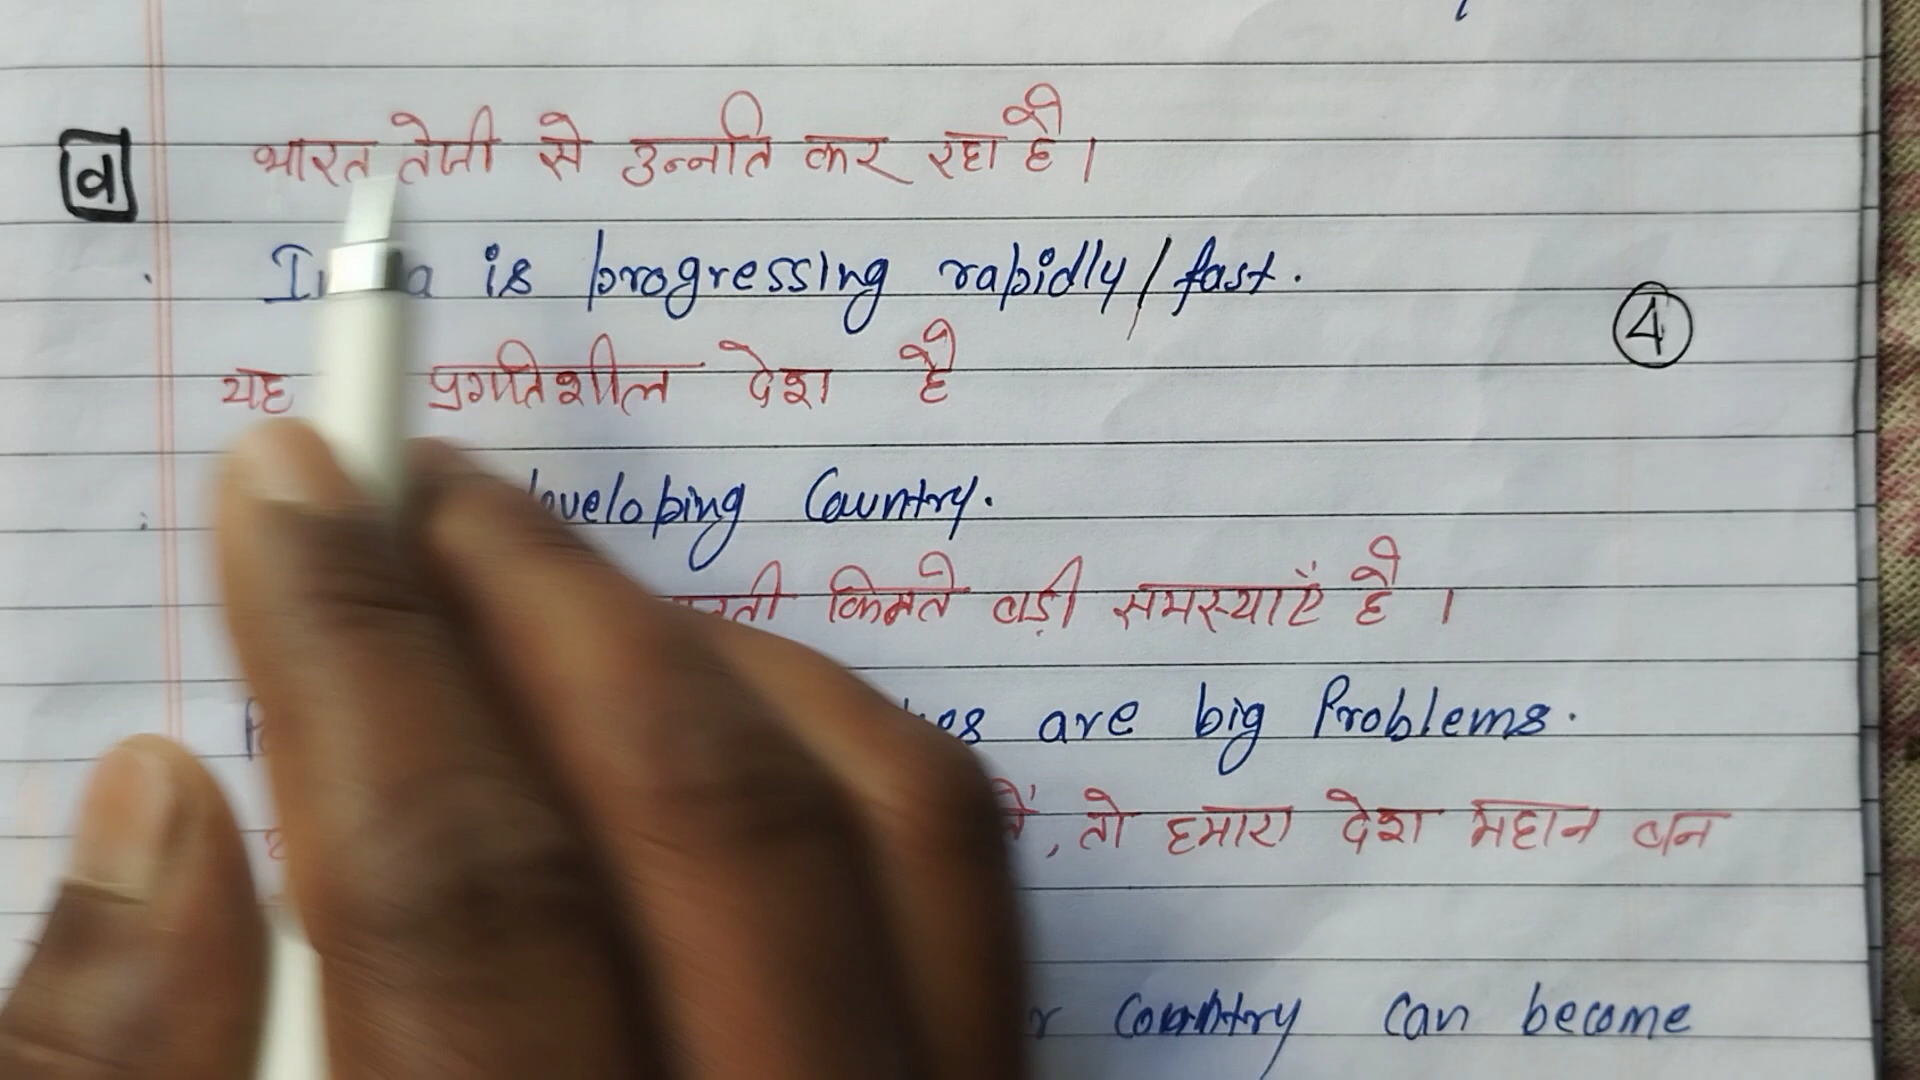 व भारत तेजी से उन्नति कर रहा है।
is progressing rapidly/fast.
④
यह प्रगतिशील देश है
Country.
किमते बड़ी समस्याएँ है ।
are big Problems.
, तो हमारा देश महान बन
Country can become